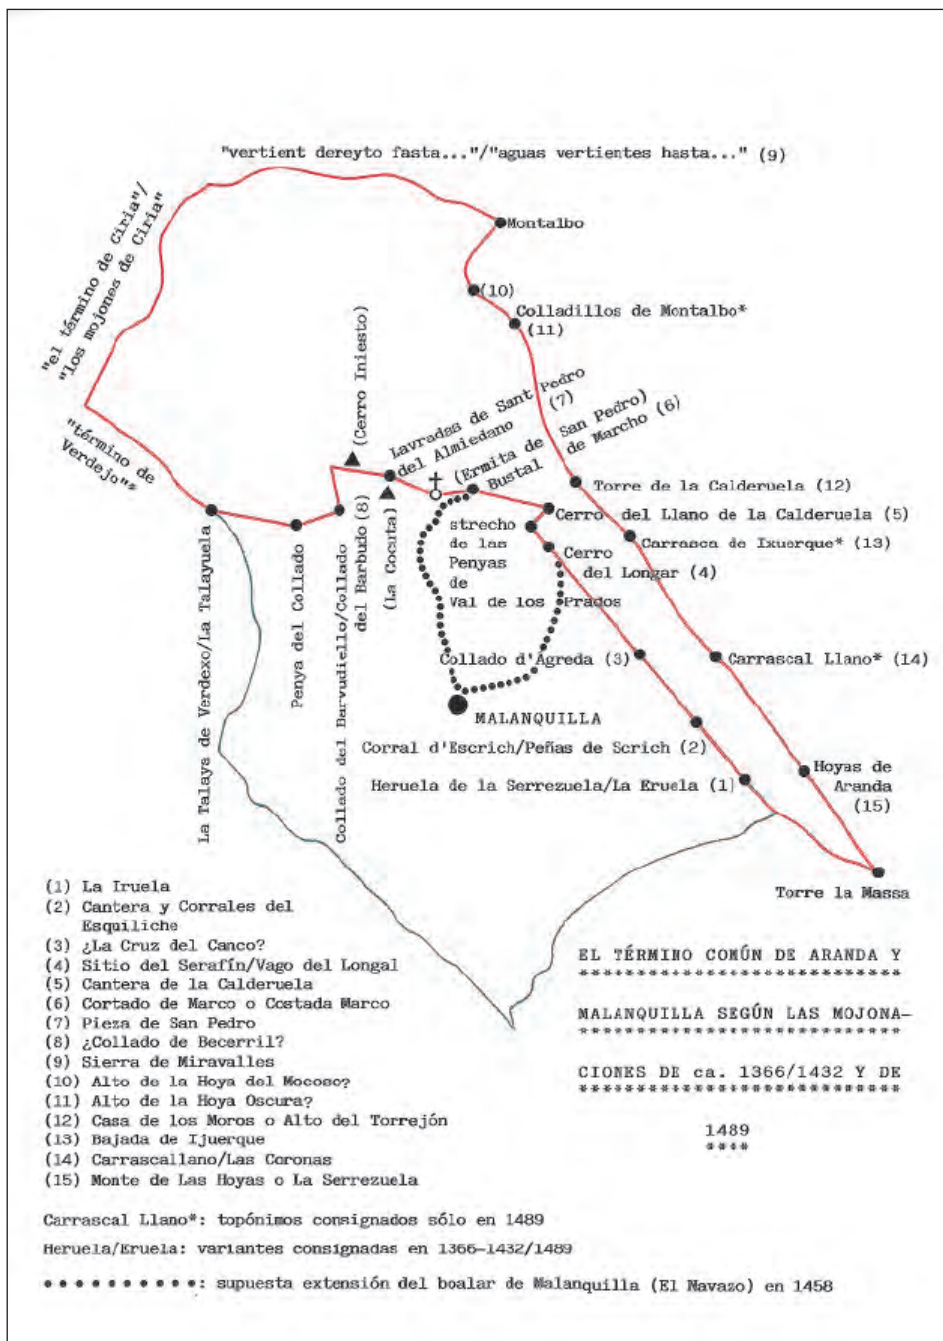 "vertient dereyto fasta..."/"aguas vertientes hasta..." (9)
"el término de Ciria"/
"los mojones de Ciria"
Montalbo
(10)
Colladillos de Montalbo*
(11)
(Cerro Iniesto)
Lavradas de Sant Pedro
del Almiedano (7)
(Ermita de San Pedro)
Bustal de Marcho (6)
"término de
Verdejo"*
Torre de la Calderuela (12)
Cerro del Llano de la Calderuela (5)
Carrasca de Ixuerque* (13)
strecho
de las
Penyas
de
Val de los Prados
Cerro
del Longar (4)
La Talaya de Verdexo/La Talayuela
Penya del Collado
Collado del Barvudiello/Collado
del Barbudo (8)
(La Cocuta)
Collado d'Agreda (3)
Carrascal Llano* (14)
MALANQUILLA
Corral d'Escrich/Peñas de Scrich (2)
Heruela de la Serrezuela/La Eruela (1)
Hoyas de
Aranda
(15)
Torre la Massa
(1) La Iruela
(2) Cantera y Corrales del
Esquiliche
(3) ¿La Cruz del Canco?
(4) Sitio del Serafín/Vago del Longal
(5) Cantera de la Calderuela
(6) Cortado de Marco o Costada Marco
(7) Pieza de San Pedro
(8) ¿Collado de Becerril?
(9) Sierra de Miravalles
(10) Alto de la Hoya del Mocoso?
(11) Alto de la Hoya Oscura?
(12) Casa de los Moros o Alto del Torrejón
(13) Bajada de Ijuerque
(14) Carrascallano/Las Coronas
(15) Monte de Las Hoyas o La Serrezuela
EL TÉRMINO COMÚN DE ARANDA Y
****************************
MALANQUILLA SEGÚN LAS MOJONA-
****************************
CIONES DE ca. 1366/1432 Y DE
****************************
1489
****
Carrascal Llano*: topónimos consignados sólo en 1489
Heruela/Eruela: variantes consignadas en 1366-1432/1489
••••••••••: supuesta extensión del boalar de Malanquilla (El Navazo) en 1458